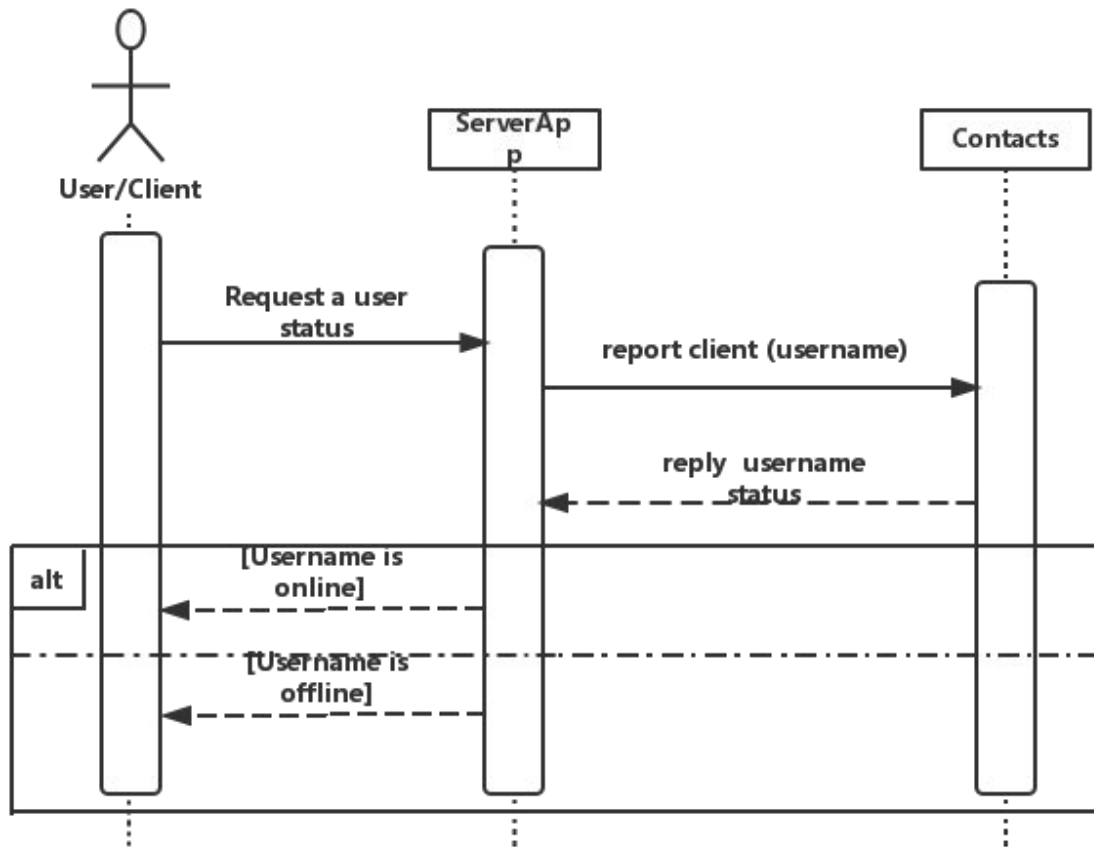 User/Client
ServerAp
p
Contacts
Request a user
status
report client (username)
reply username
status
alt
[Username is
online]
[Username is
offline]